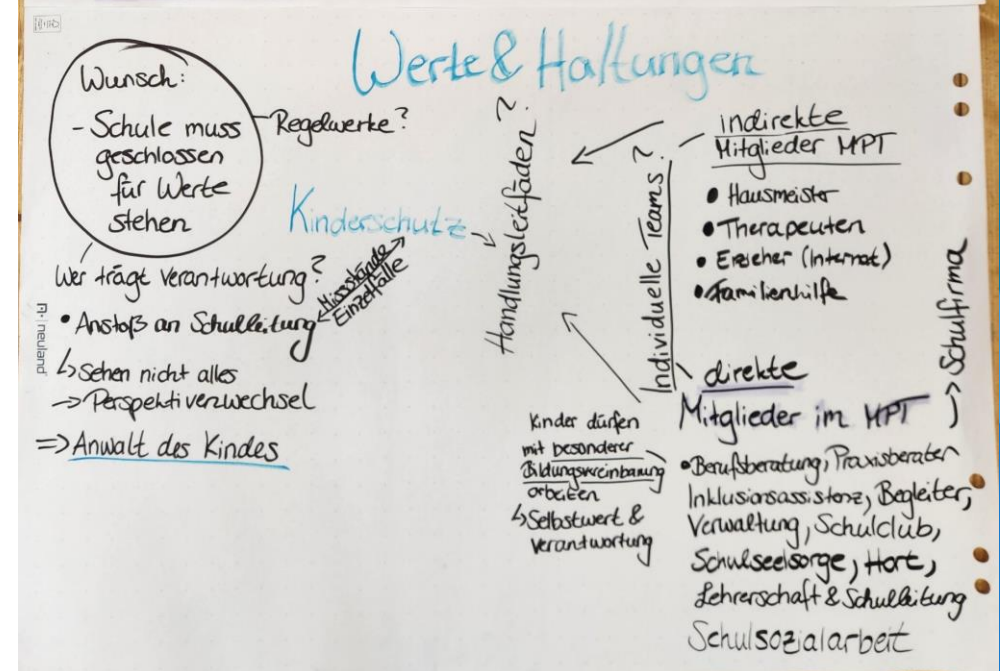 Werte & Haltungen
Wunsch:
- Schule muss
geschlossen
für Werte
stehen
Regelwerke?
Kinderschutz
Wer trägt Verantwortung?
• Anstoß an Schulleitung
↳ Sehen nicht alles
-> Perspektivenwechsel
=> Anwalt des Kindes
Missstände
Einzelfälle
Handlungsleitfäden?
Individuelle Teams?
indirekte
Mitglieder MPT
• Hausmeister
• Therapeuten
• Erzieher (Internat)
• Familienhilfe
direkte
Mitglieder im MPT
-> Schulfirma
• Berufsberatung, Praxisberater
Inklusionsassistenz, Begleiter,
Verwaltung, Schulclub,
Schulseelsorge, Hort,
Lehrerschaft & Schulleitung
Schulsozialarbeit
Kinder dürfen
mit besonderer
Bildungsvereinbarung
arbeiten
↳ Selbstwert &
Verantwortung
neuland